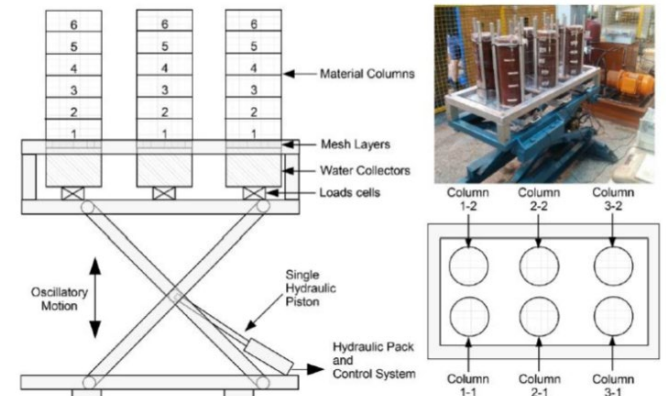 6 6 6
5 5 5
4 4 4
3 3 3
2 2 2
1 1 1
Material Columns
Mesh Layers
Water Collectors
Loads cells
Oscillatory
Motion
Single
Hydraulic
Piston
Hydraulic Pack
and
Control System
Column Column Column
1-2 2-2 3-2
Column Column Column
1-1 2-1 3-1